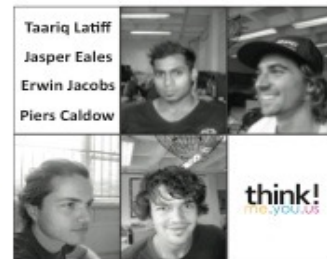 Taariq Latiff
Jasper Eales
Erwin Jacobs
Piers Caldow
think!
me.you.us